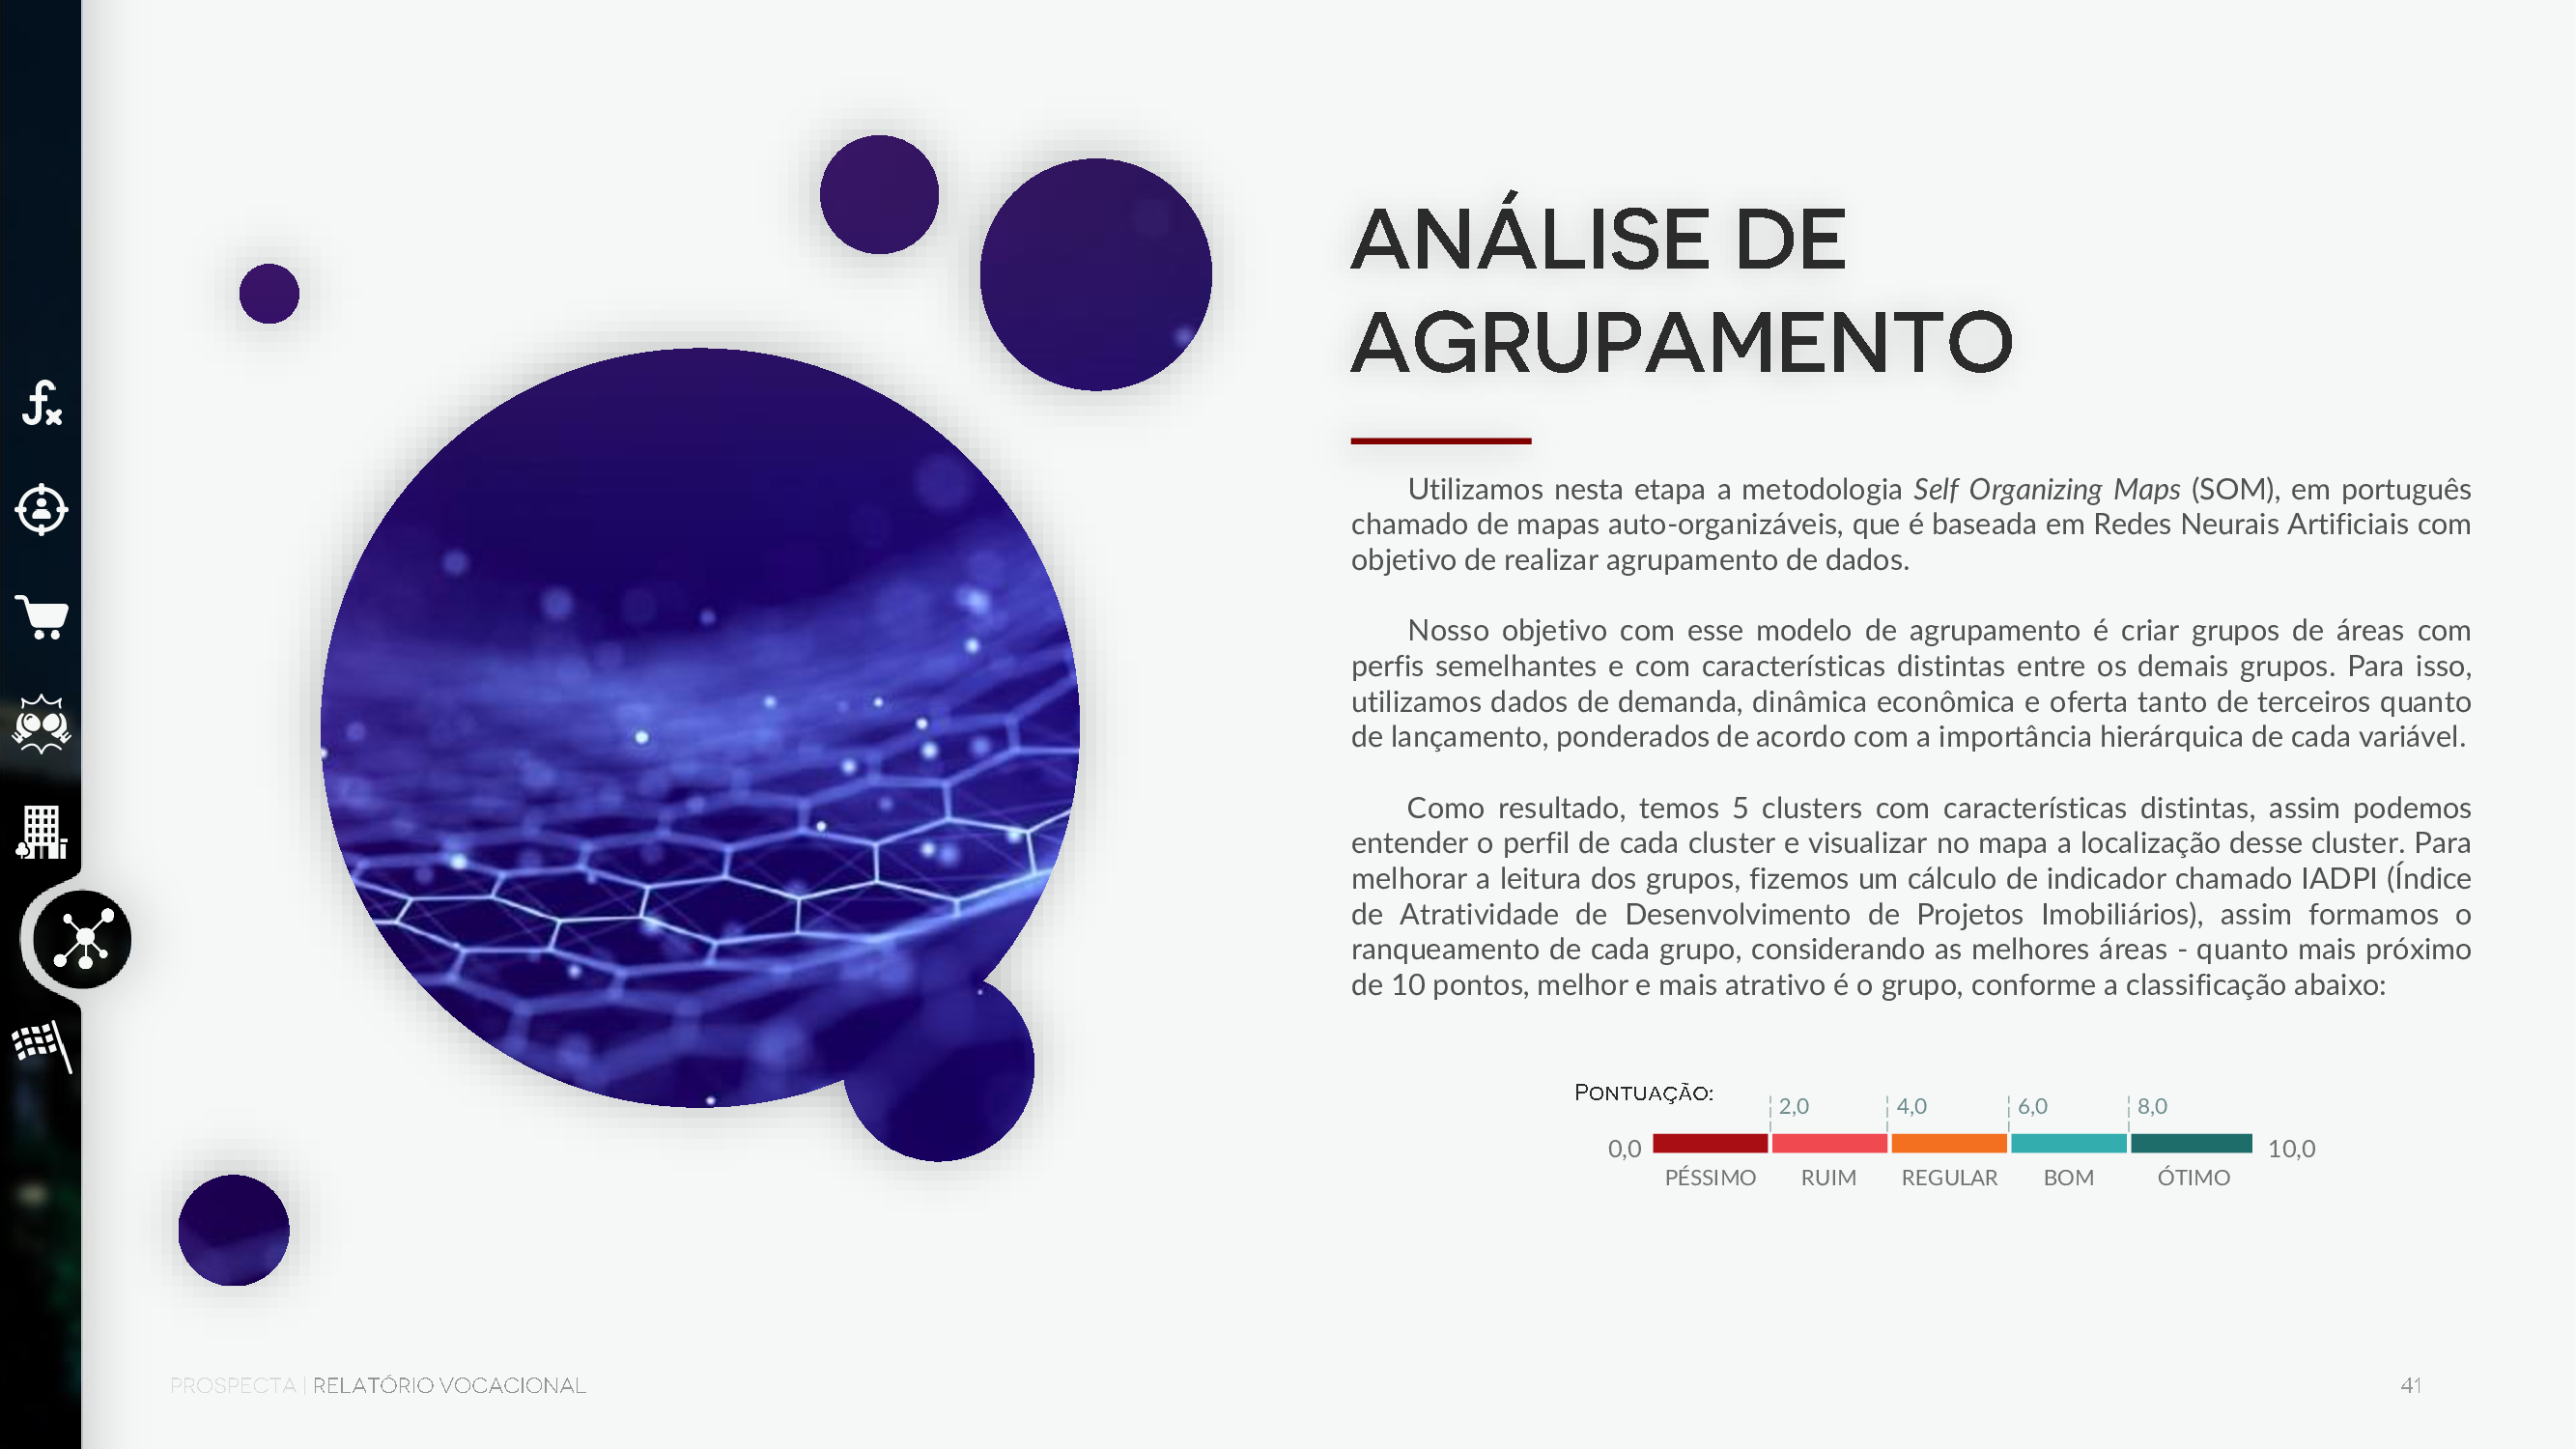 ANÁLISE DE
AGRUPAMENTO
Utilizamos nesta etapa a metodologia Self Organizing Maps (SOM), em português
chamado de mapas auto-organizáveis, que é baseada em Redes Neurais Artificiais com
objetivo de realizar agrupamento de dados.
Nosso objetivo com esse modelo de agrupamento é criar grupos de áreas com
perfis semelhantes e com características distintas entre os demais grupos. Para isso,
utilizamos dados de demanda, dinâmica econômica e oferta tanto de terceiros quanto
de lançamento, ponderados de acordo com a importância hierárquica de cada variável.
Como resultado, temos 5 clusters com características distintas, assim podemos
entender o perfil de cada cluster e visualizar no mapa a localização desse cluster. Para
melhorar a leitura dos grupos, fizemos um cálculo de indicador chamado IADPI (Índice
de Atratividade de Desenvolvimento de Projetos Imobiliários), assim formamos o
ranqueamento de cada grupo, considerando as melhores áreas - quanto mais próximo
de 10 pontos, melhor e mais atrativo é o grupo, conforme a classificação abaixo:
PONTUAÇÃO:
2,0 4,0 6,0 8,0
0,0 10,0
PÉSSIMO RUIM REGULAR BOM ÓTIMO
PROSPECTA | RELATÓRIO VOCACIONAL
41